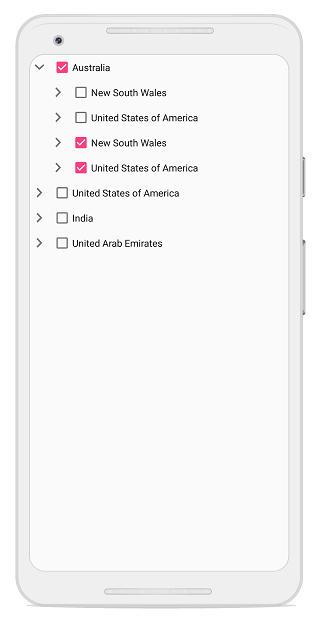 Australia
New South Wales
United States of America
New South Wales
United States of America
United States of America
India
United Arab Emirates